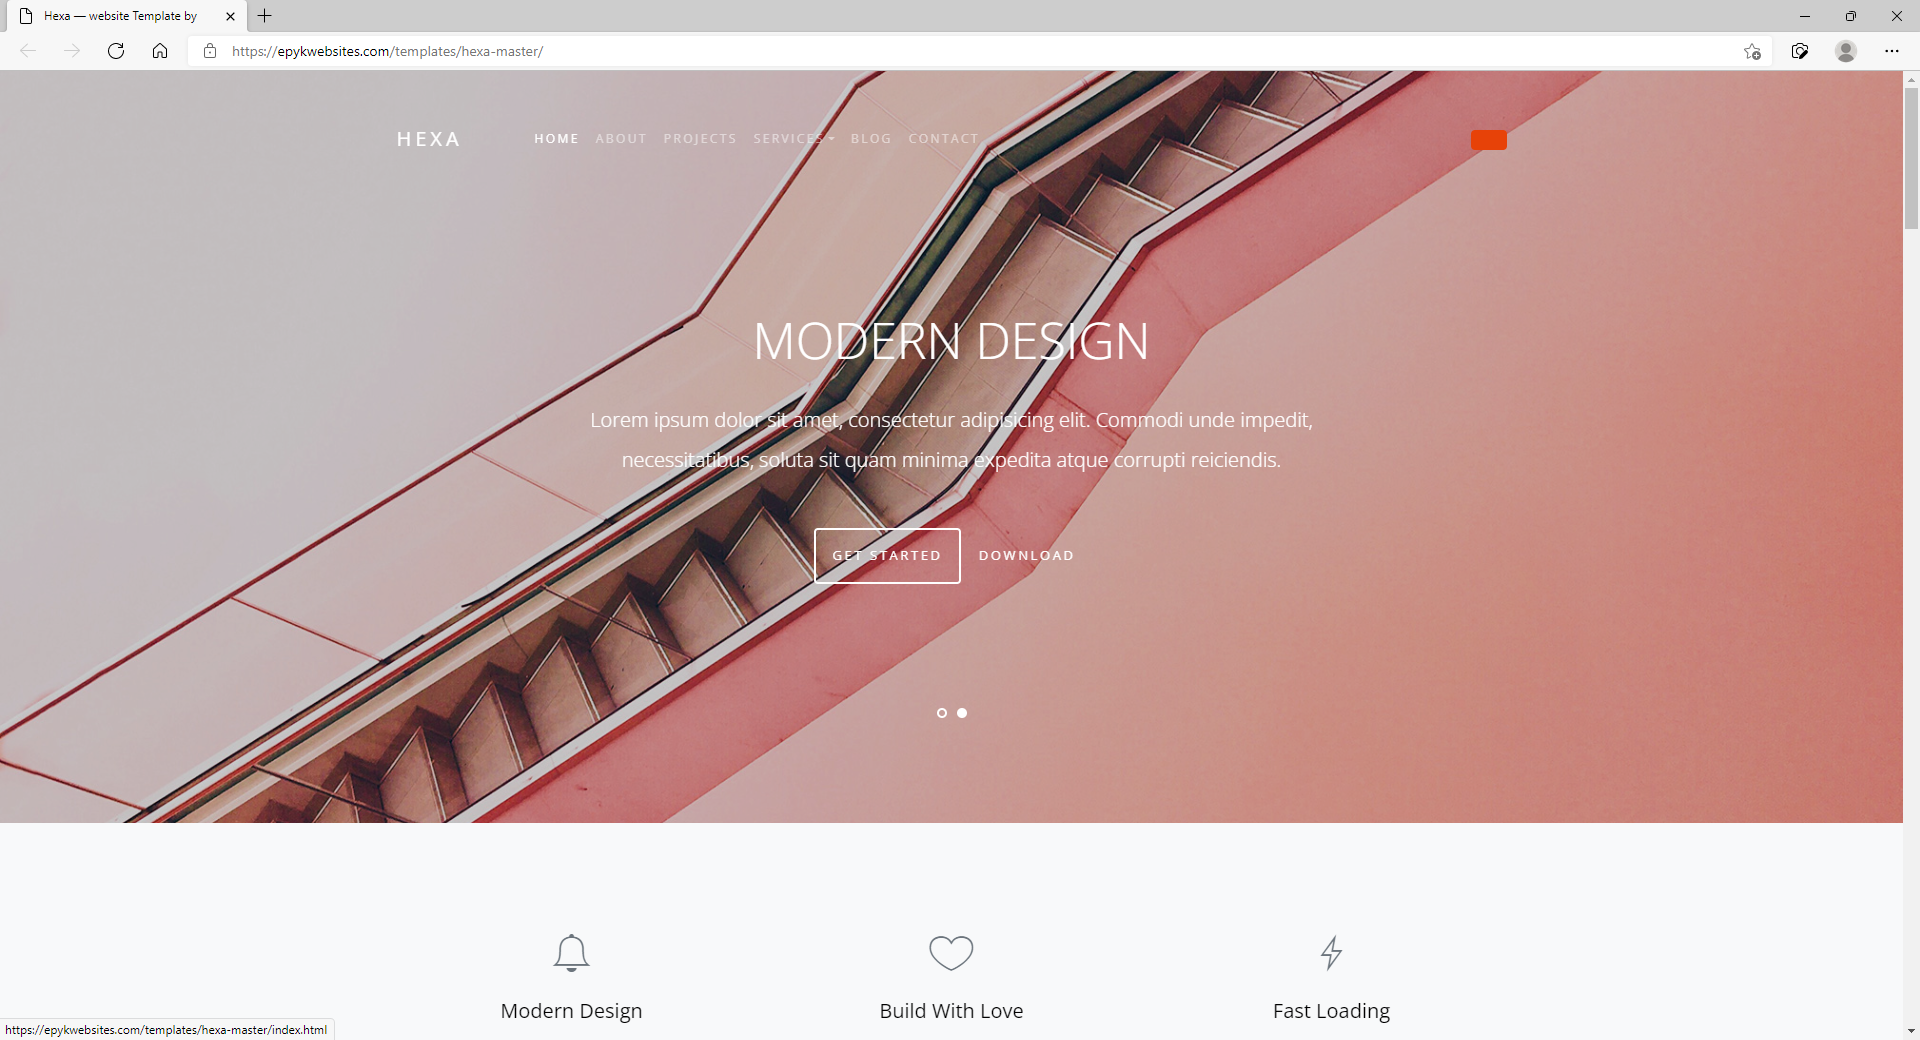 Hexa — website Template by
https://epykwebsites.com/templates/hexa-master/
HEXA HOME ABOUT PROJECTS SERVICES BLOG CONTACT
MODERN DESIGN
Lorem ipsum dolor sit amet, consectetur adipisicing elit. Commodi unde impedit,
necessitatibus, soluta sit quam minima expedita atque corrupti reiciendis.
GET STARTED DOWNLOAD
Modern Design Build With Love Fast Loading
https://epykwebsites.com/templates/hexa-master/index.html